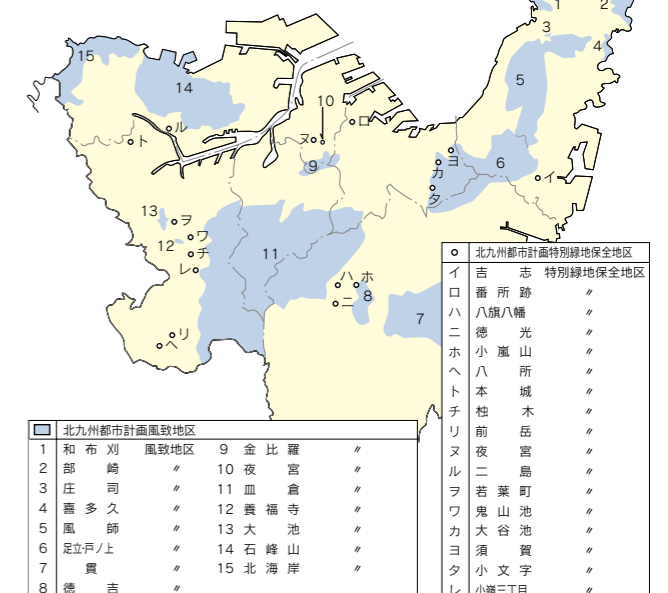 1
2
3
4
5
6
イ
15
14
ル
ト
10
ロ
ヌ
9
ヨ
カ
タ
13
ヲ
ワ
12
チ
レ
11
ハ ホ
ニ
8
7
リ
ヘ
北九州都市計画特別緑地保全地区
イ 吉志 特別緑地保全地区
ロ 番所跡 〃
ハ 八旗八幡 〃
ニ 徳光 〃
ホ 小嵐山 〃
ヘ 八所 〃
ト 本城 〃
チ 柚木 〃
リ 前岳 〃
ヌ 夜宮 〃
ル 二島 〃
ヲ 若葉町 〃
ワ 鬼山池 〃
カ 大谷池 〃
ヨ 須賀 〃
タ 小文字 〃
レ 小嶺三丁目 〃
北九州都市計画風致地区
1 和布刈 風致地区 9 金比羅 〃
2 部崎 〃 10 夜宮 〃
3 庄司 〃 11 皿倉 〃
4 喜多久 〃 12 養福寺 〃
5 風師 〃 13 大池 〃
6 足立・戸ノ上 〃 14 石峰山 〃
7 貫 〃 15 北海岸 〃
8 徳吉 〃